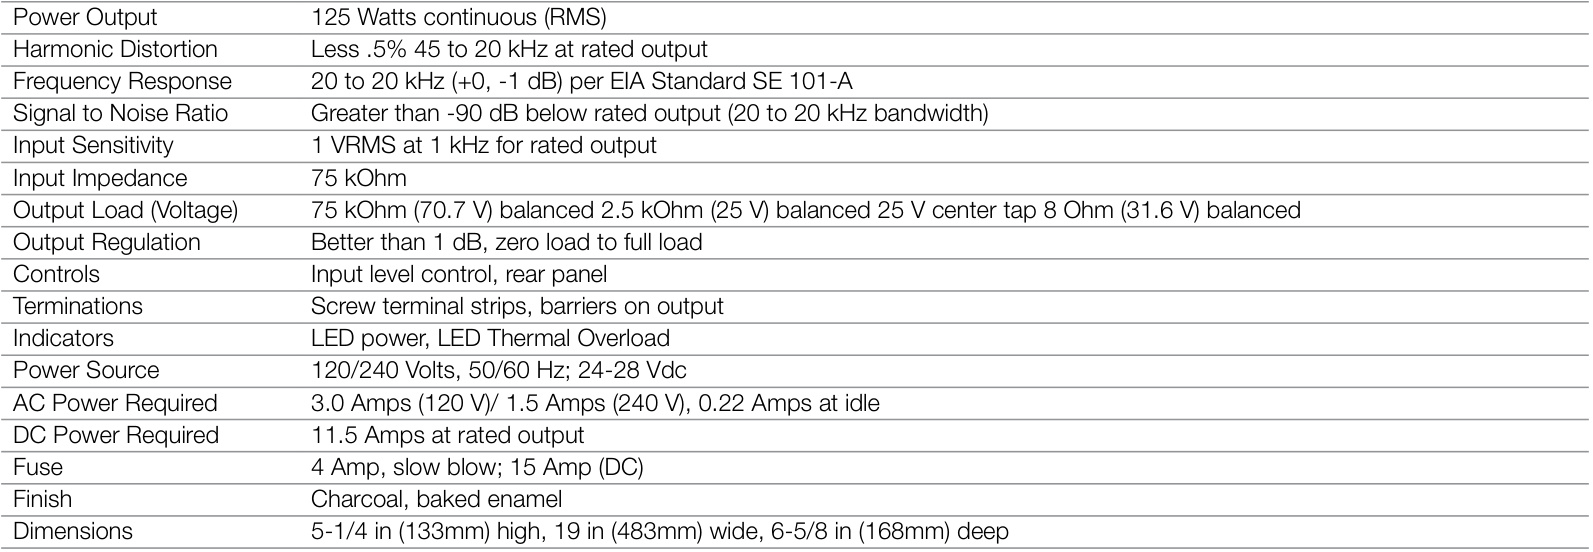 Power Output 125 Watts continuous (RMS)
Harmonic Distortion Less .5% 45 to 20 kHz at rated output
Frequency Response 20 to 20 kHz (+0, -1 dB) per EIA Standard SE 101-A
Signal to Noise Ratio Greater than -90 dB below rated output (20 to 20 kHz bandwidth)
Input Sensitivity 1 VRMS at 1 kHz for rated output
Input Impedance 75 kOhm
Output Load (Voltage) 75 kOhm (70.7 V) balanced 2.5 kOhm (25 V) balanced 25 V center tap 8 Ohm (31.6 V) balanced
Output Regulation Better than 1 dB, zero load to full load
Controls Input level control, rear panel
Terminations Screw terminal strips, barriers on output
Indicators LED power, LED Thermal Overload
Power Source 120/240 Volts, 50/60 Hz; 24-28 Vdc
AC Power Required 3.0 Amps (120 V)/ 1.5 Amps (240 V), 0.22 Amps at idle
DC Power Required 11.5 Amps at rated output
Fuse 4 Amp, slow blow; 15 Amp (DC)
Finish Charcoal, baked enamel
Dimensions 5-1/4 in (133mm) high, 19 in (483mm) wide, 6-5/8 in (168mm) deep